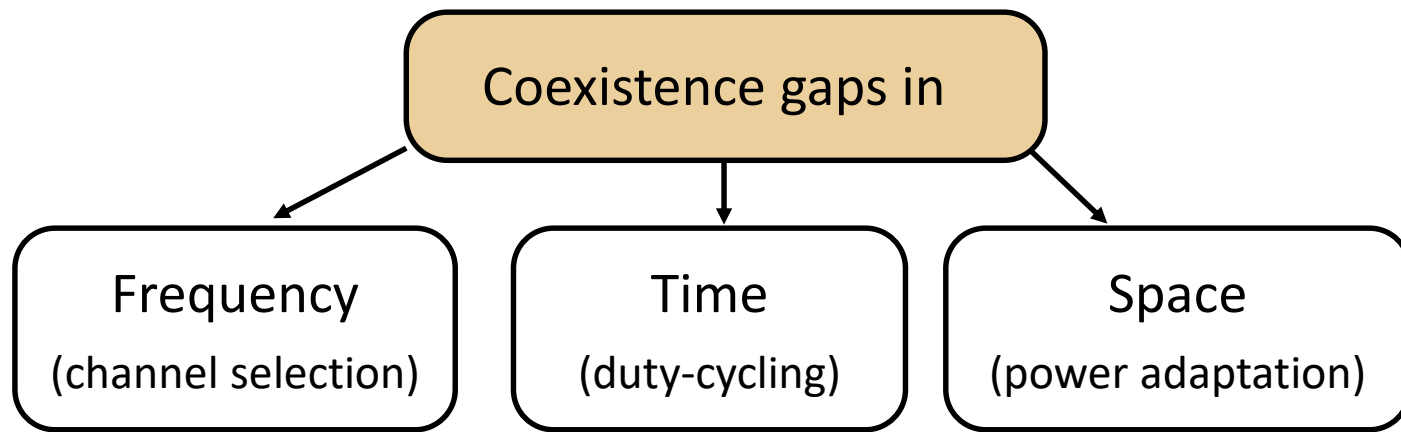 Coexistence gaps in
Frequency
(channel selection)
Time
(duty-cycling)
Space
(power adaptation)